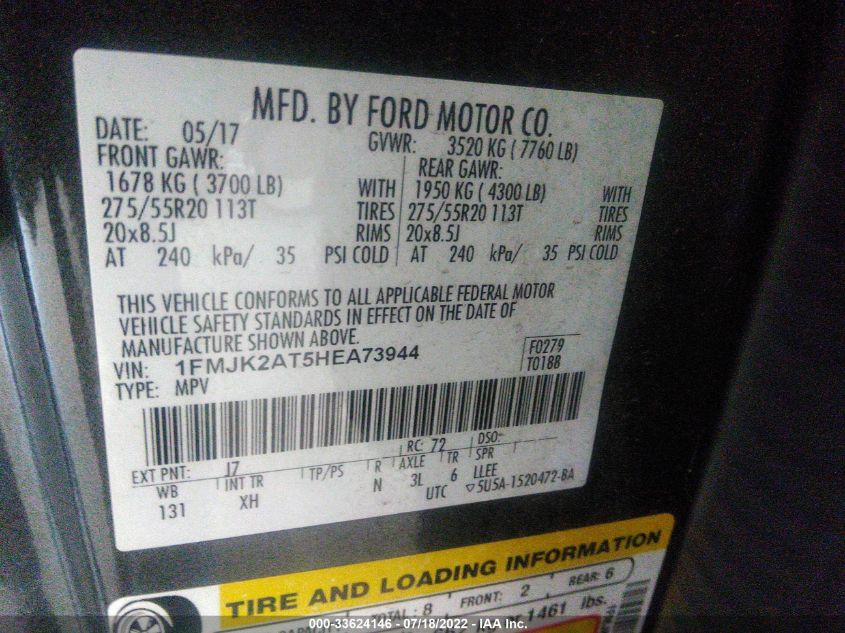 MFD. BY FORD MOTOR CO.
DATE: 05/17 GVWR: 3520 KG ( 7760 LB)
FRONT GAWR: REAR GAWR:
1678 KG ( 3700 LB) WITH 1950 KG ( 4300 LB) WITH
275/55R20 113T TIRES 275/55R20 113T TIRES
20x8.5J RIMS 20x8.5J RIMS
AT 240 kPa/ 35 PSI COLD AT 240 kPa/ 35 PSI COLD
THIS VEHICLE CONFORMS TO ALL APPLICABLE FEDERAL MOTOR
VEHICLE SAFETY STANDARDS IN EFFECT ON THE DATE OF
MANUFACTURE SHOWN ABOVE.
VIN: 1FMJK2AT5HEA73944 F0279
TYPE: MPV T0188
EXT PNT: J7 RC: 72 DSO:
WB INT TR TP/PS R AXLE TR SPR
131 XH N 3L 6 LLEE
UTC ▽5U5A-1520472-BA
TIRE AND LOADING INFORMATION
TOTAL : 8 FRONT: 2 REAR: 6
1461 lbs.
000-33624146 - 07/18/2022 - IAA Inc.